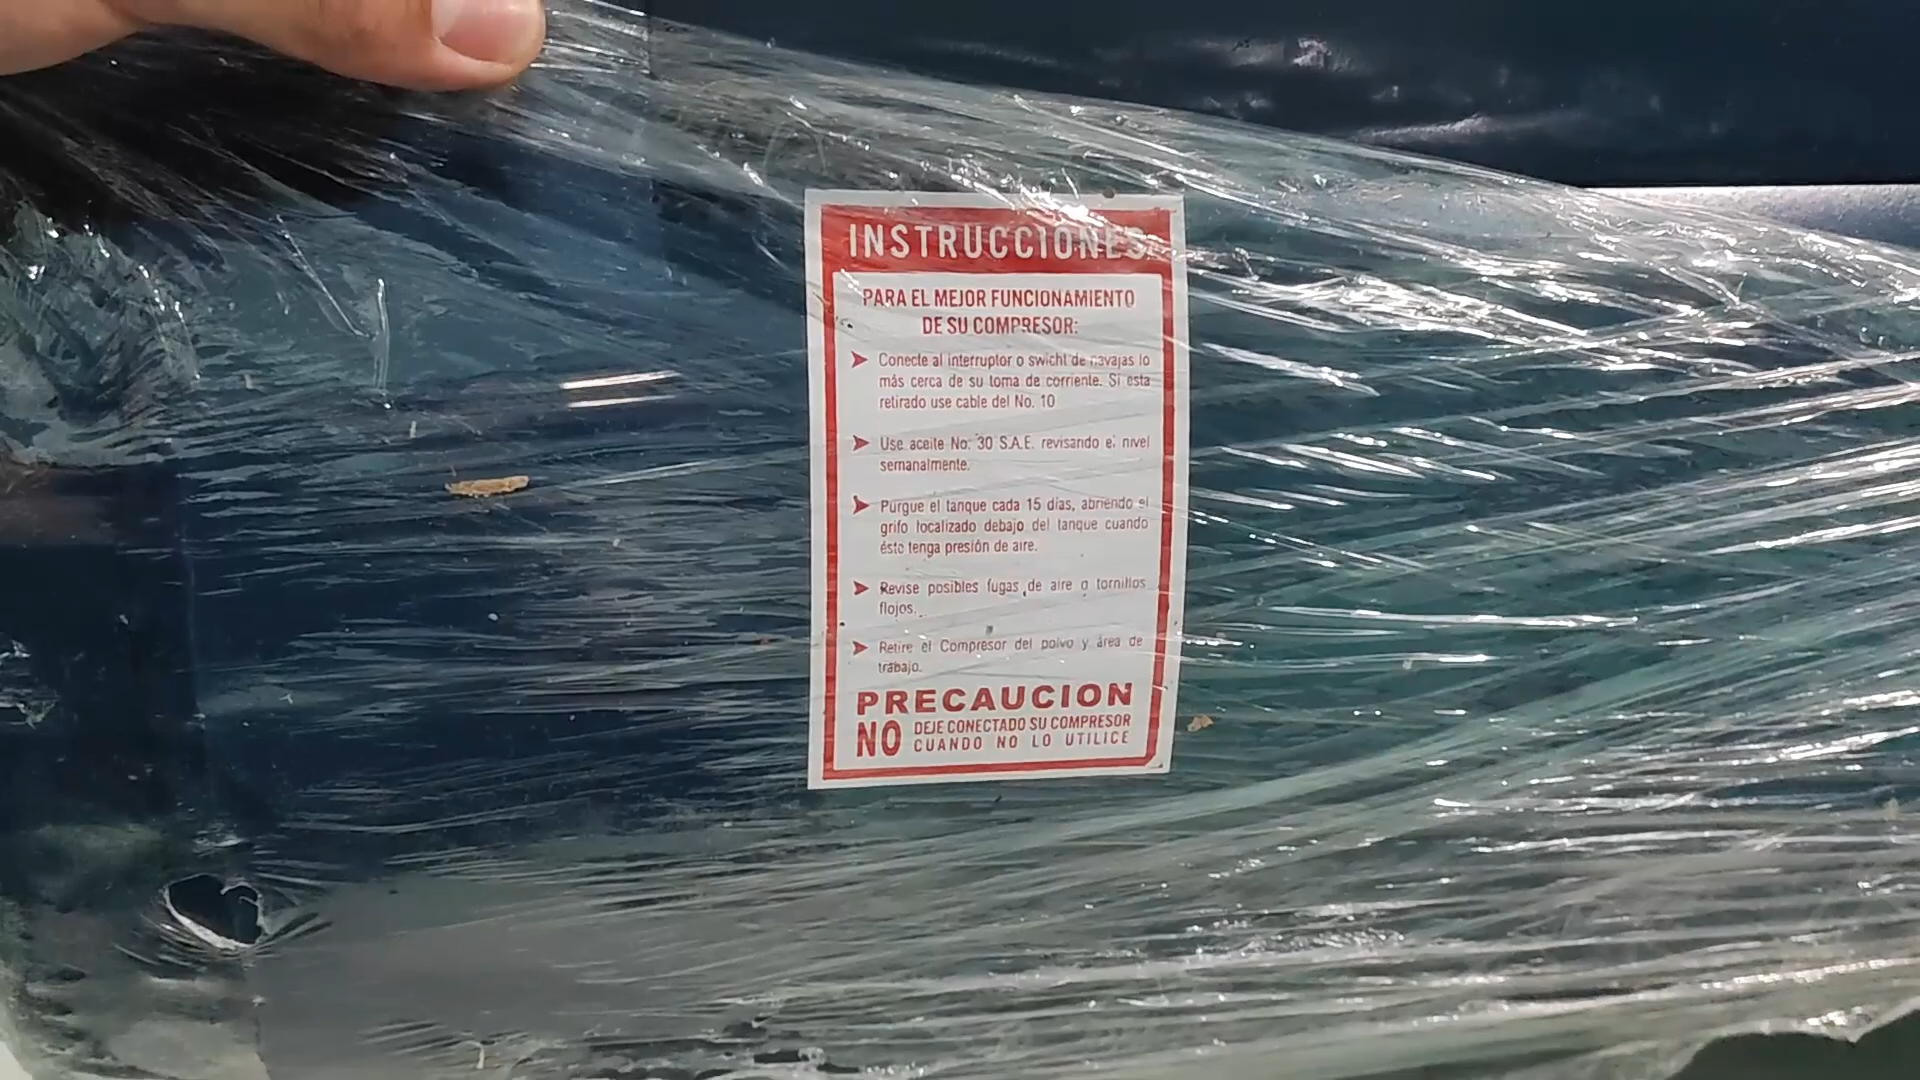 INSTRUCCIONES
PARA EL MEJOR FUNCIONAMIENTO
DE SU COMPRESOR:
Conecte al interruptor o swicht de navajas lo
más cerca de su toma de corriente. Si esta
retirado use cable del No. 10
Use aceite No. 30 S.A.E. revisando el nivel
semanalmente.
Purgue el tanque cada 15 días, abriendo el
grifo localizado debajo del tanque cuando
éste tenga presión de aire.
Revise posibles fugas de aire o tornillos
flojos.
Retire el Compresor del polvo y área de
trabajo.
PRECAUCION
NO DEJE CONECTADO SU COMPRESOR
CUANDO NO LO UTILICE